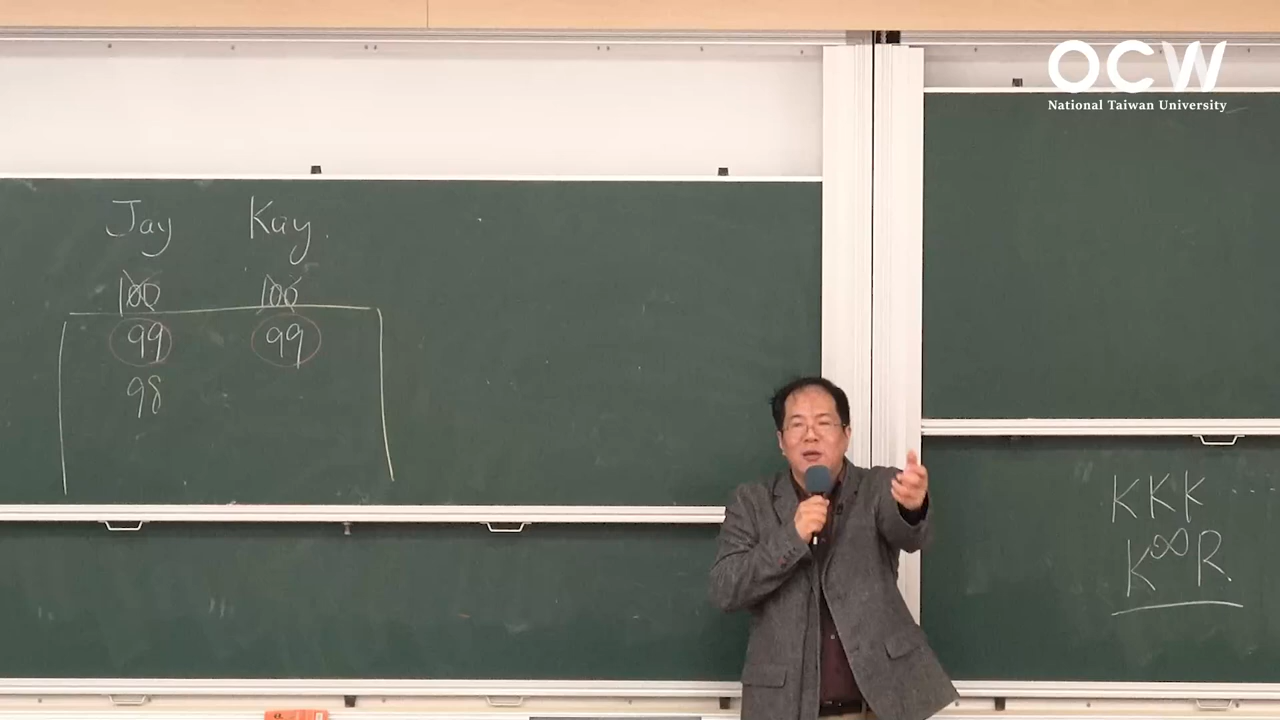 OCW
National Taiwan University
Jay Kay.
100 100
99 99
98
KKK ...
K∞R.